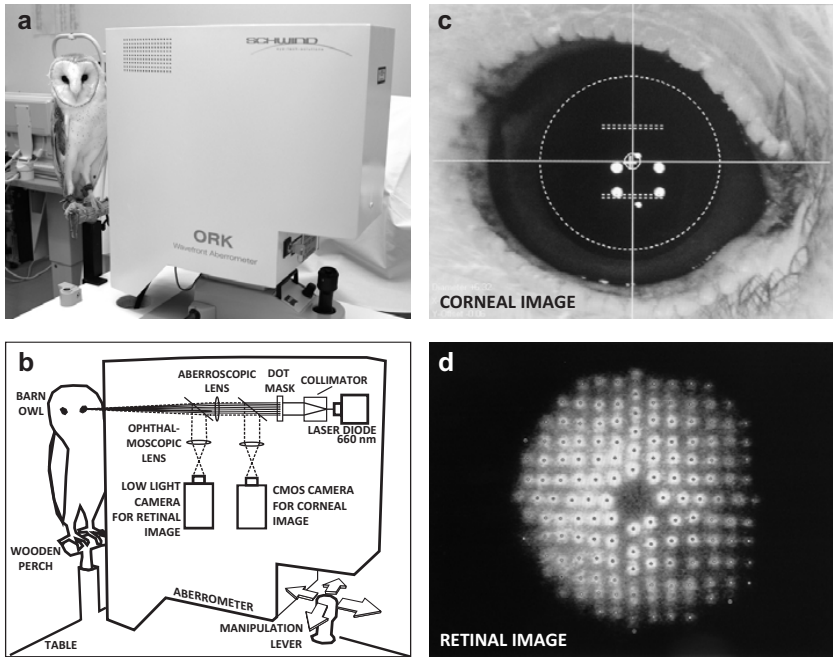 a
SCHWIND
ORK
Wavefront Aberrometer
b
BARN
OWL
ABERROSCOPIC
LENS
DOT
MASK
COLLIMATOR
LASER DIODE
660 nm
OPHTHAL-
MOSCOPIC
LENS
LOW LIGHT
CAMERA
FOR RETINAL
IMAGE
CMOS CAMERA
FOR CORNEAL
IMAGE
WOODEN
PERCH
ABERROMETER
MANIPULATION
LEVER
TABLE
c
CORNEAL IMAGE
d
RETINAL IMAGE